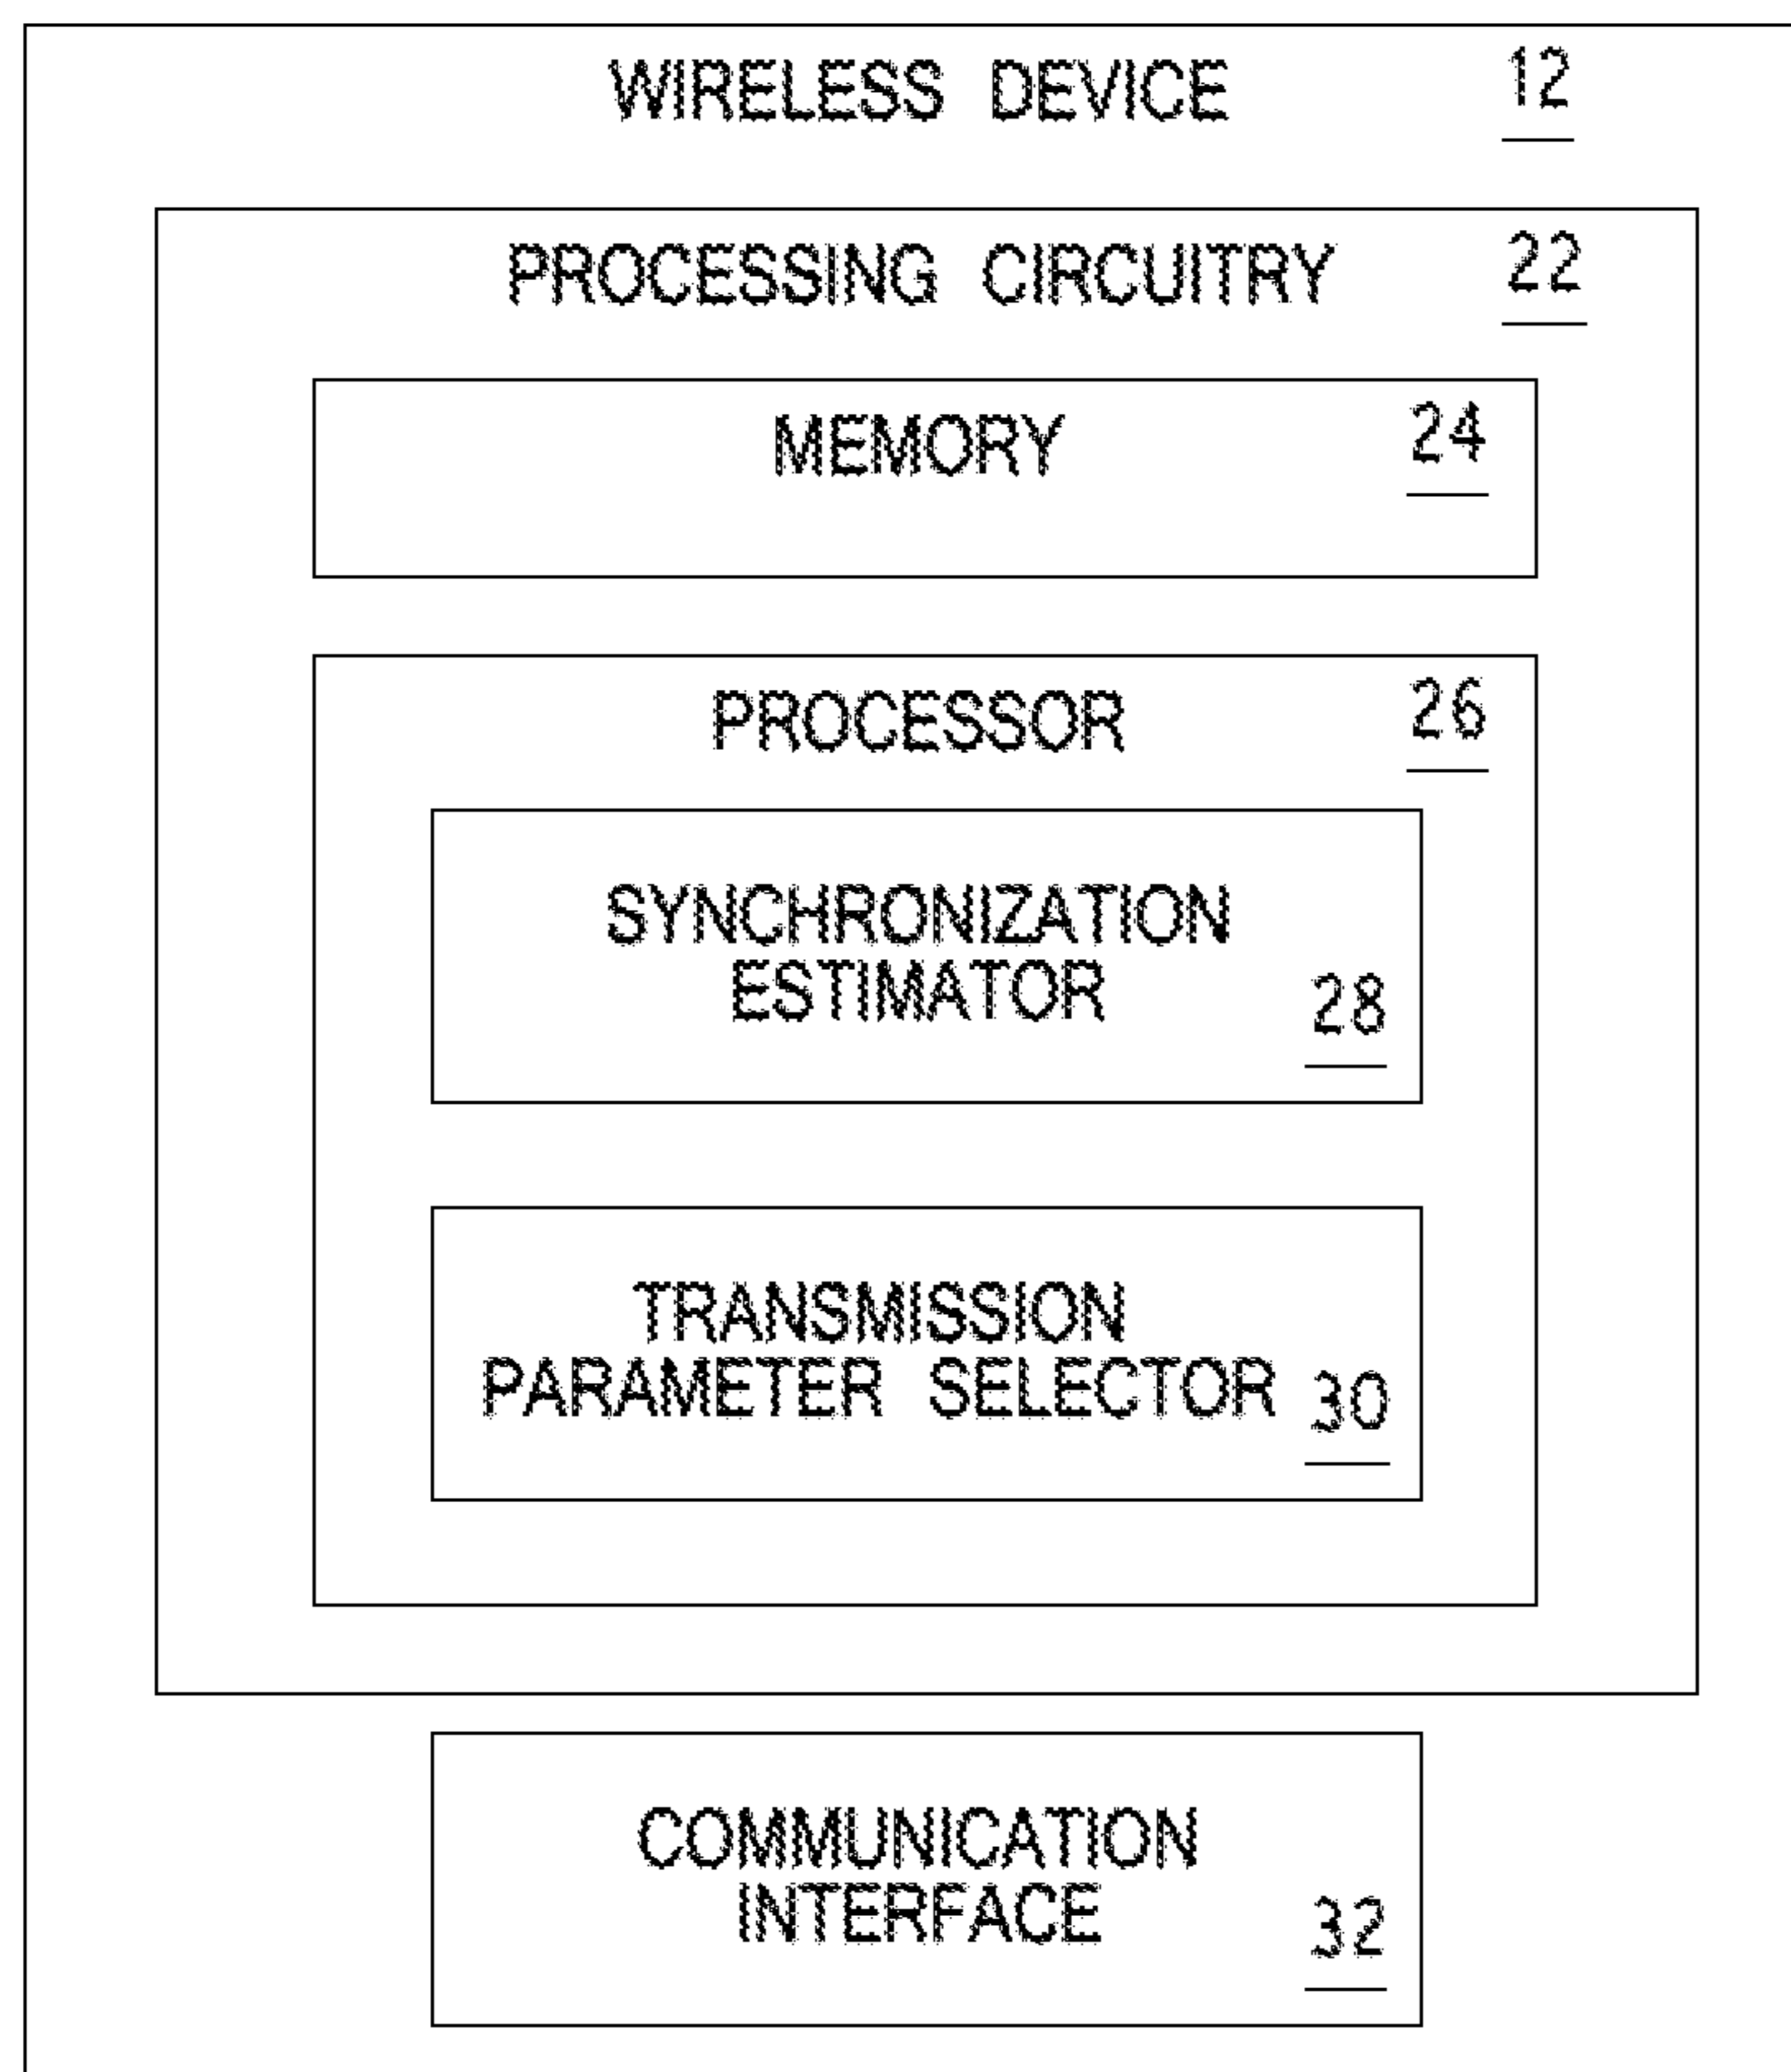 WIRELESS DEVICE 12
PROCESSING CIRCUITRY 22
MEMORY 24
PROCESSOR 26
SYNCHRONIZATION
ESTIMATOR 28
TRANSMISSION
PARAMETER SELECTOR 30
COMMUNICATION
INTERFACE 32